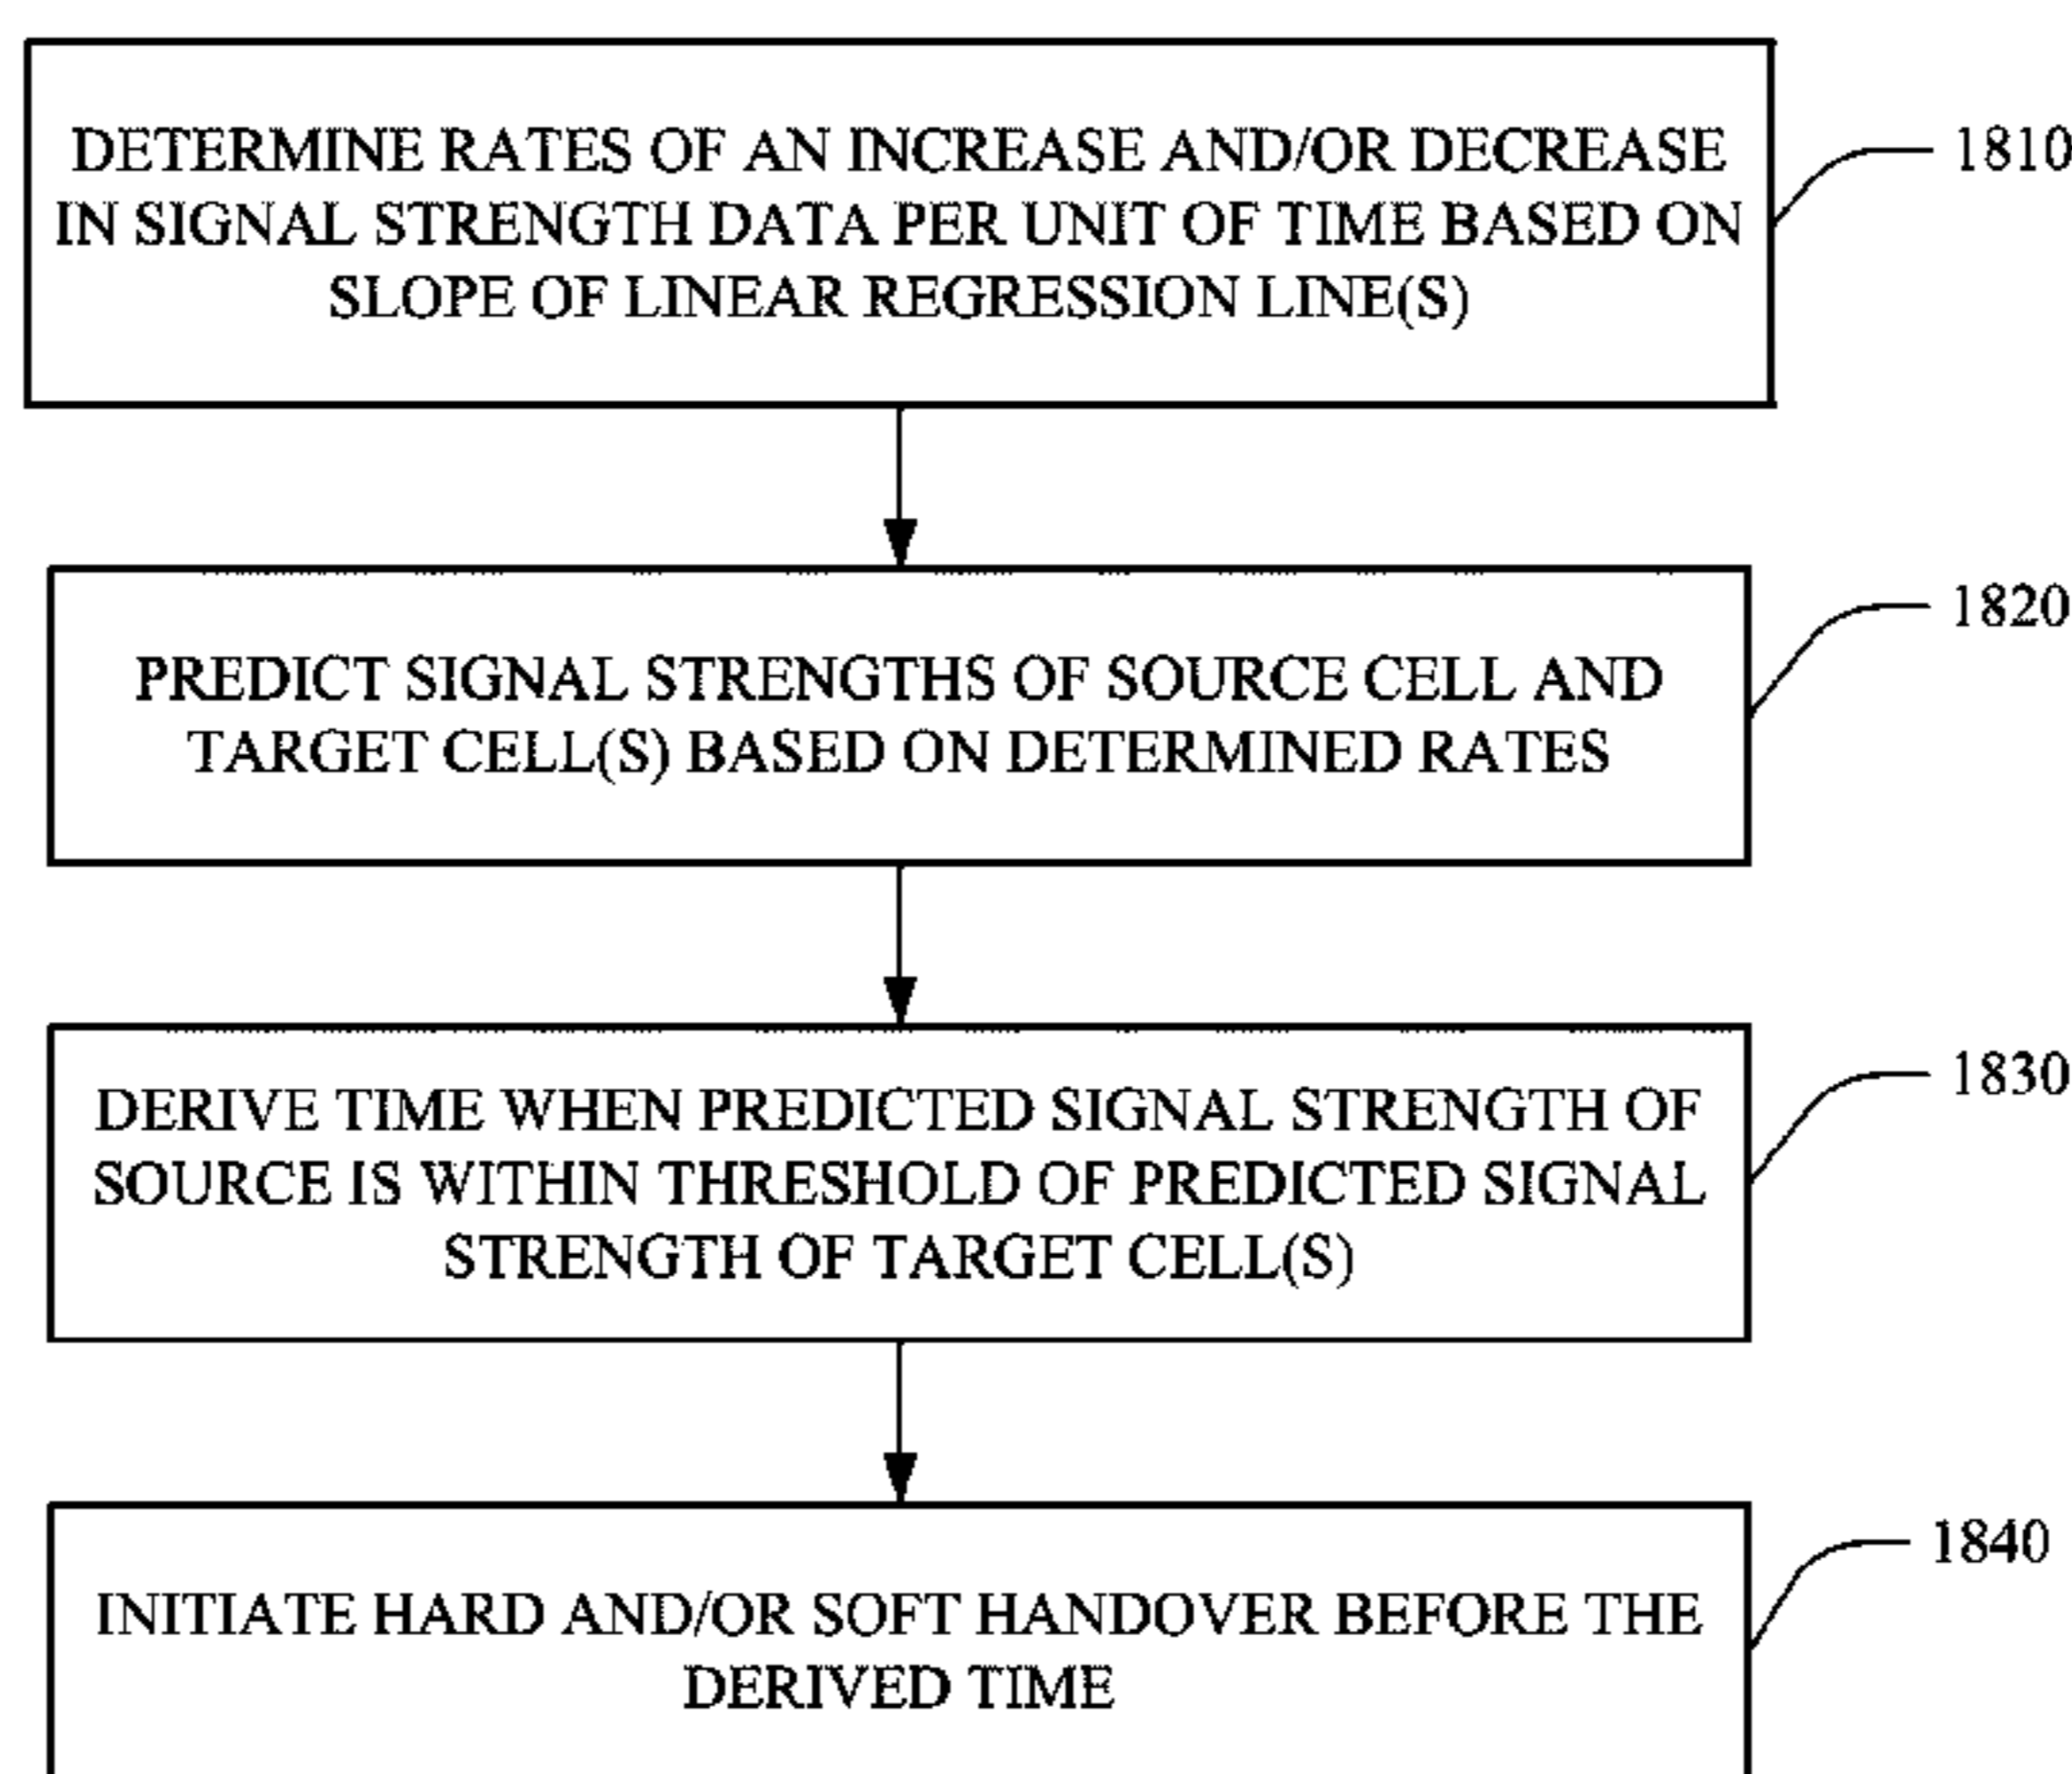 DETERMINE RATES OF AN INCREASE AND/OR DECREASE
IN SIGNAL STRENGTH DATA PER UNIT OF TIME BASED ON
SLOPE OF LINEAR REGRESSION LINE(S)
1810
PREDICT SIGNAL STRENGTHS OF SOURCE CELL AND
TARGET CELL(S) BASED ON DETERMINED RATES
1820
DERIVE TIME WHEN PREDICTED SIGNAL STRENGTH OF
SOURCE IS WITHIN THRESHOLD OF PREDICTED SIGNAL
STRENGTH OF TARGET CELL(S)
1830
INITIATE HARD AND/OR SOFT HANDOVER BEFORE THE
DERIVED TIME
1840